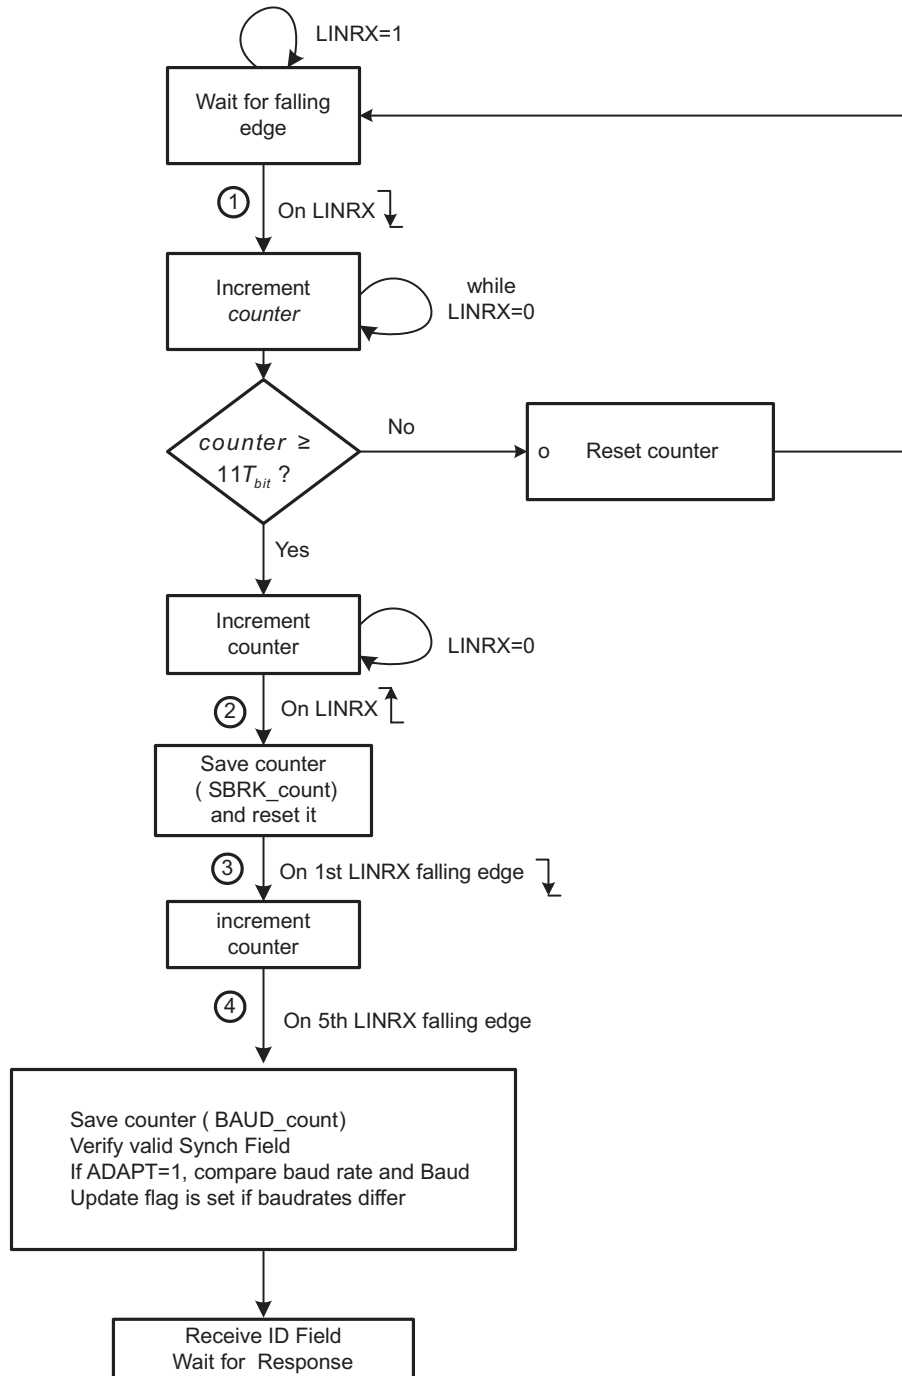 LINRX=1
Wait for falling
edge
1
On LINRX
Increment
counter
while
LINRX=0
counter ≥
11Tbit ?
No
o Reset counter
Yes
Increment
counter
LINRX=0
2
On LINRX
Save counter
( SBRK_count)
and reset it
3
On 1st LINRX falling edge
increment
counter
4
On 5th LINRX falling edge
Save counter ( BAUD_count)
Verify valid Synch Field
If ADAPT=1, compare baud rate and Baud
Update flag is set if baudrates differ
Receive ID Field
Wait for Response